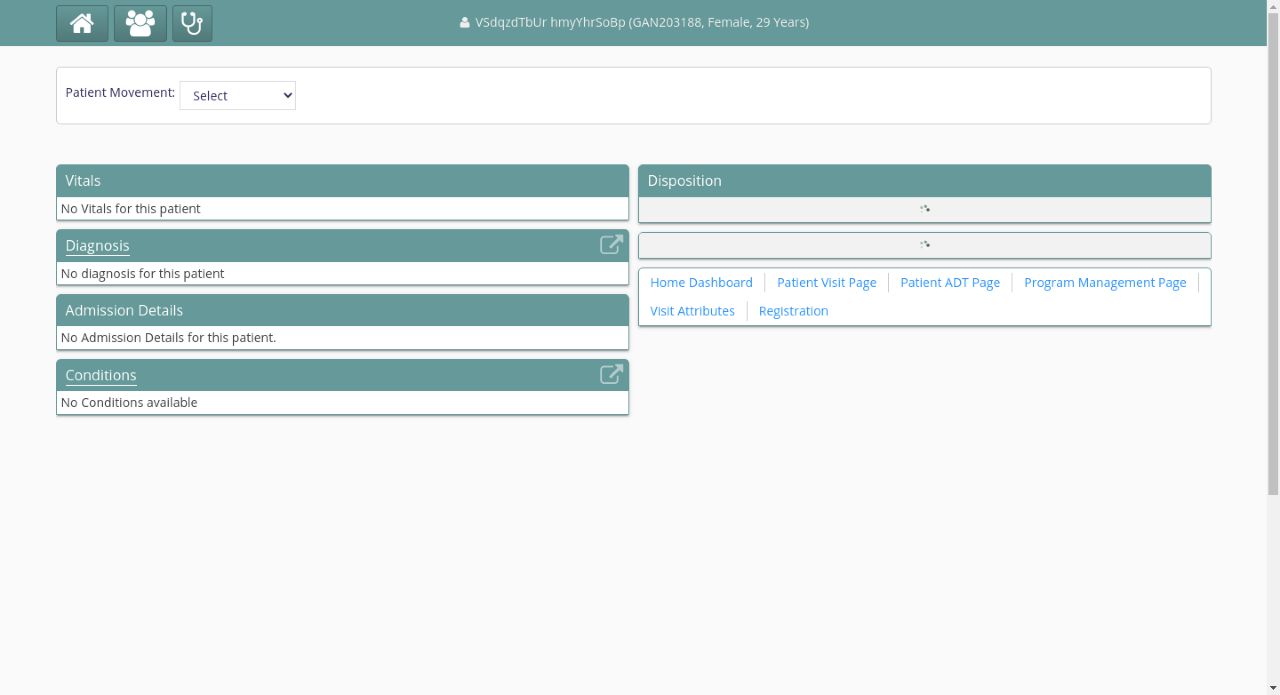 VSdqzdTbUr hmyYhrSoBp (GAN203188, Female, 29 Years)
Patient Movement: Select
Vitals
No Vitals for this patient
Diagnosis
No diagnosis for this patient
Admission Details
No Admission Details for this patient.
Conditions
No Conditions available
Disposition
Home Dashboard Patient Visit Page Patient ADT Page Program Management Page
Visit Attributes Registration